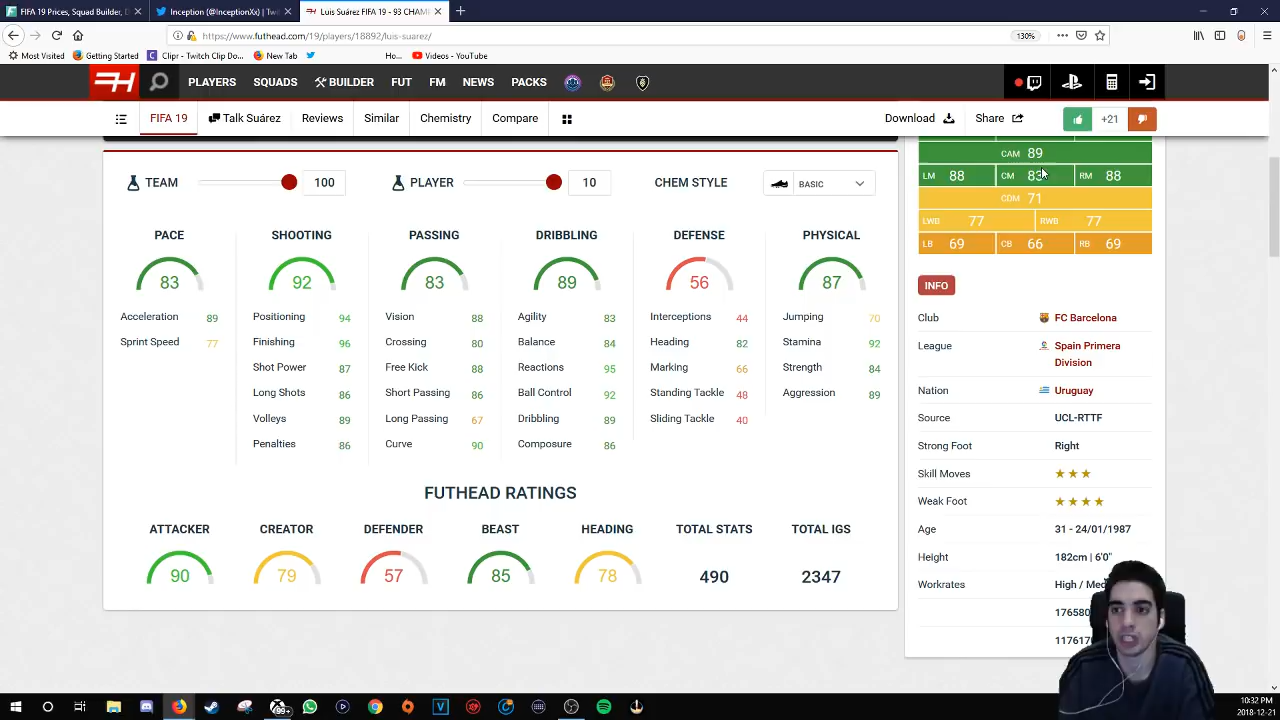 FIFA 19 Prices, Squad Builder, D
Inception (@InceptionXx) | Twi
Luis Suárez FIFA 19 - 93 CHAM
https://www.futhead.com/19/players/18892/luis-suarez/
130%
Most Visited
Getting Started
Clipr - Twitch Clip Do...
New Tab
Ho...
Videos - YouTube
PLAYERS
SQUADS
BUILDER
FUT
FM
NEWS
PACKS
FIFA 19
Talk Suárez
Reviews
Similar
Chemistry
Compare
Download
Share
+21
TEAM 100
PLAYER 10
CHEM STYLE BASIC
PACE
83
Acceleration 89
Sprint Speed 77
SHOOTING
92
Positioning 94
Finishing 96
Shot Power 87
Long Shots 86
Volleys 89
Penalties 86
PASSING
83
Vision 88
Crossing 80
Free Kick 88
Short Passing 86
Long Passing 67
Curve 90
DRIBBLING
89
Agility 83
Balance 84
Reactions 95
Ball Control 92
Dribbling 89
Composure 86
DEFENSE
56
Interceptions 44
Heading 82
Marking 66
Standing Tackle 48
Sliding Tackle 40
PHYSICAL
87
Jumping 70
Stamina 92
Strength 84
Aggression 89
FUTHEAD RATINGS
ATTACKER
90
CREATOR
79
DEFENDER
57
BEAST
85
HEADING
78
TOTAL STATS
490
TOTAL IGS
2347
CAM 89
LM 88 CM 83 RM 88
CDM 71
LWB 77 RWB 77
LB 69 CB 66 RB 69
INFO
Club FC Barcelona
League Spain Primera
Division
Nation Uruguay
Source UCL-RTTF
Strong Foot Right
Skill Moves
Weak Foot
Age 31 - 24/01/1987
Height 182cm | 6'0"
Workrates High / Med
176580
117617
99+
10:32 PM
2018-12-21